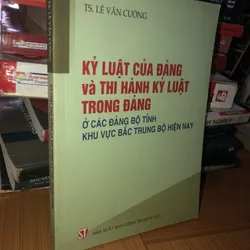 TS. LÊ VĂN CƯỜNG
KỶ LUẬT CỦA ĐẢNG
và THI HÀNH KỶ LUẬT
TRONG ĐẢNG
Ở CÁC ĐẢNG BỘ TỈNH
KHU VỰC BẮC TRUNG BỘ HIỆN NAY